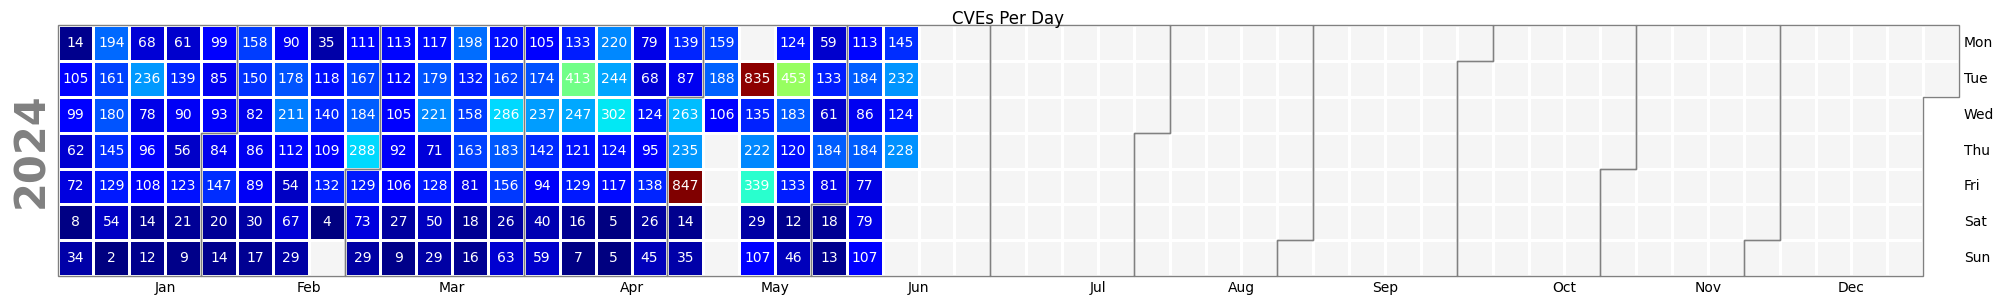 CVEs Per Day
2024
14 194 68 61 99 158 90 35 111 113 117 198 120 105 133 220 79 139 159 124 59 113 145 Mon
105 161 236 139 85 150 178 118 167 112 179 132 162 174 413 244 68 87 188 835 453 133 184 232 Tue
99 180 78 90 93 82 211 140 184 105 221 158 286 237 247 302 124 263 106 135 183 61 86 124 Wed
62 145 96 56 84 86 112 109 288 92 71 163 183 142 121 124 95 235 222 120 184 184 228 Thu
72 129 108 123 147 89 54 132 129 106 128 81 156 94 129 117 138 847 339 133 81 77 Fri
8 54 14 21 20 30 67 4 73 27 50 18 26 40 16 5 26 14 29 12 18 79 Sat
34 2 12 9 14 17 29 29 9 29 16 63 59 7 5 45 35 107 46 13 107 Sun
Jan Feb Mar Apr May Jun Jul Aug Sep Oct Nov Dec